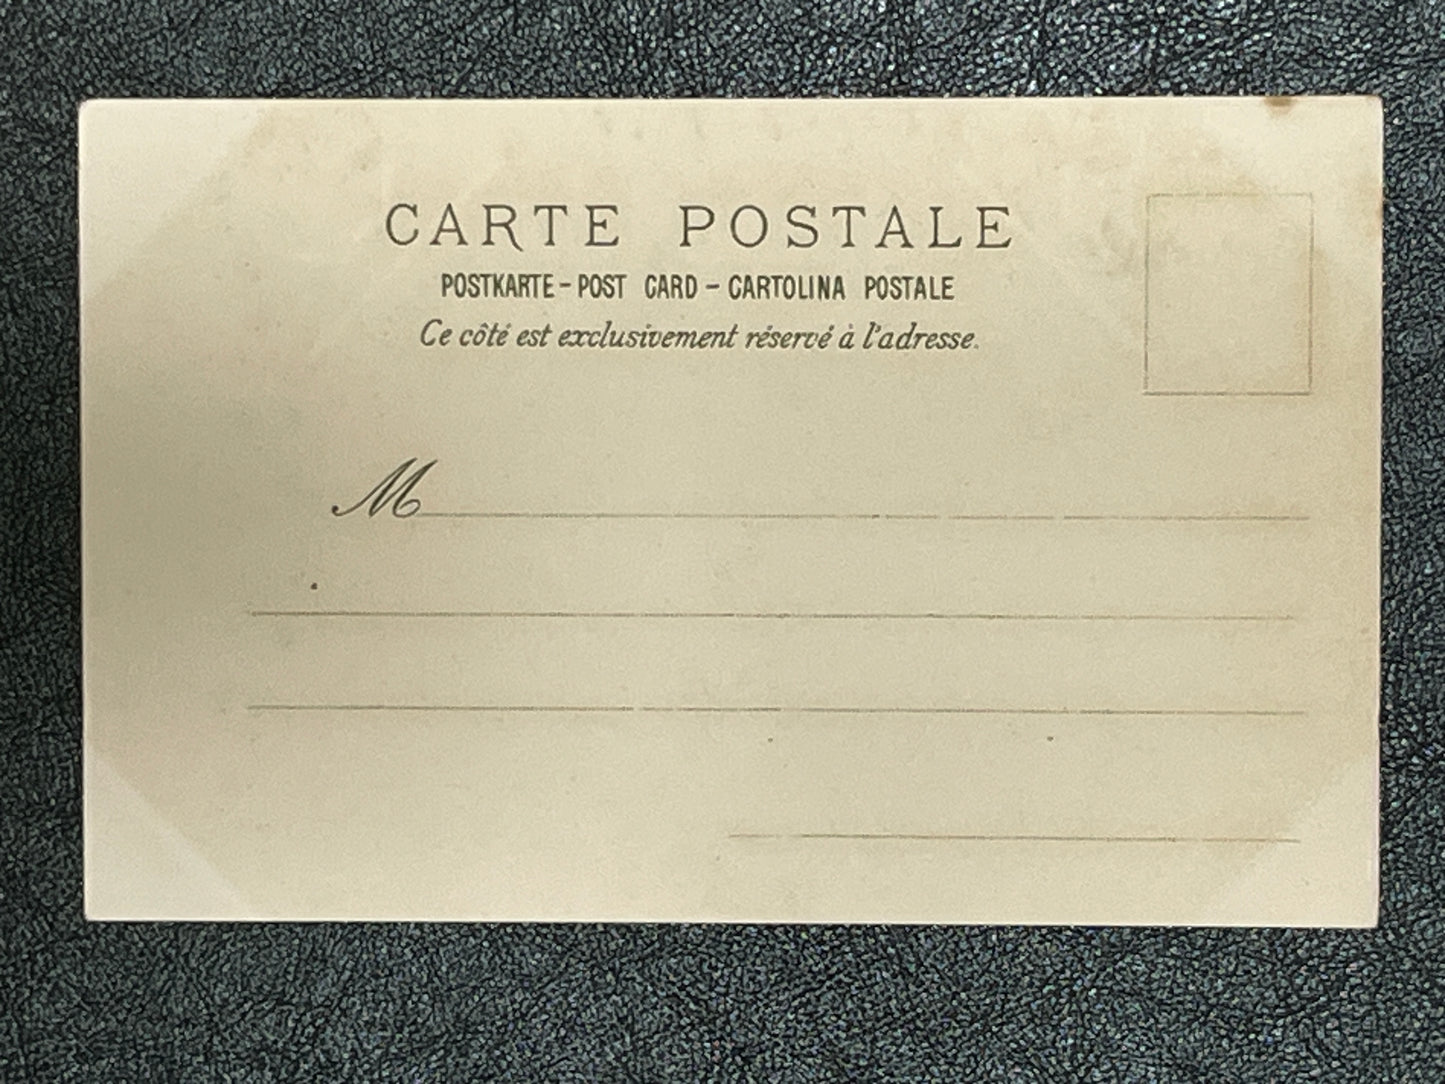 CARTE POSTALE
POSTKARTE - POST CARD - CARTOLINA POSTALE
Ce côté est exclusivement réservé à l'adresse.
M